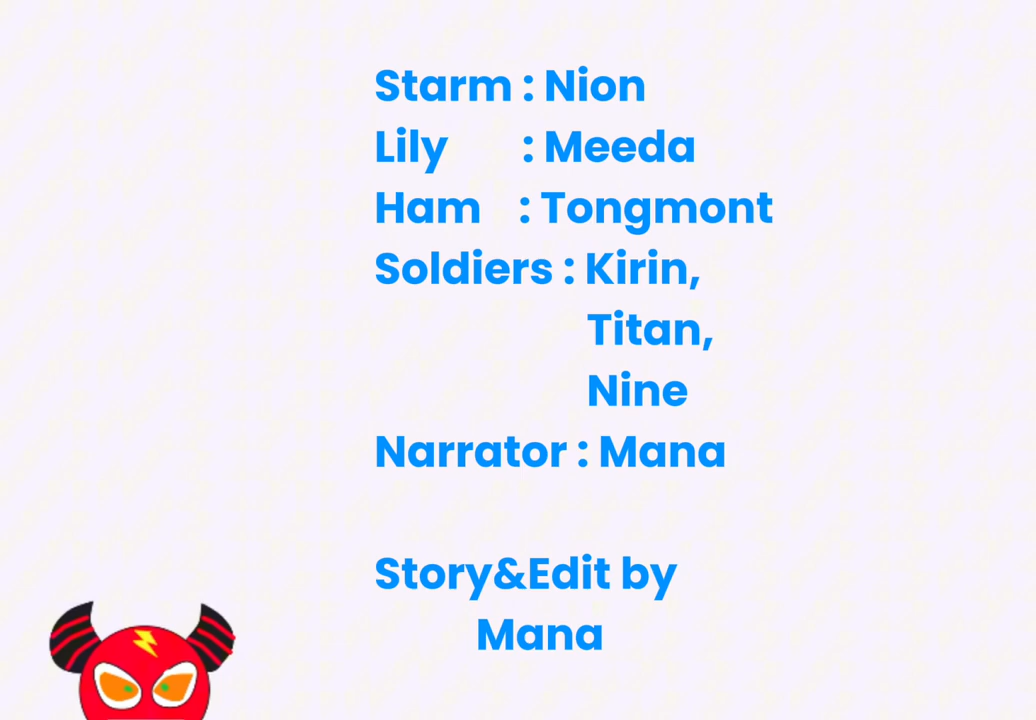 Starm : Nion
Lily : Meeda
Ham : Tongmont
Soldiers : Kirin,
Titan,
Nine
Narrator : Mana
Story&Edit by
Mana